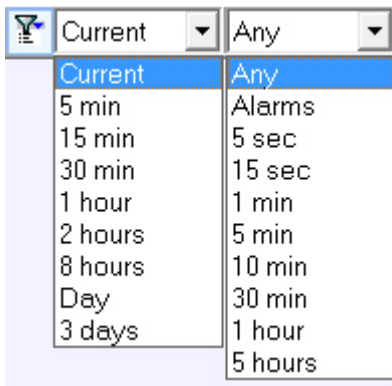 Current Any
Current Any
5 min Alarms
15 min 5 sec
30 min 15 sec
1 hour 1 min
2 hours 5 min
8 hours 10 min
Day 30 min
3 days 1 hour
5 hours